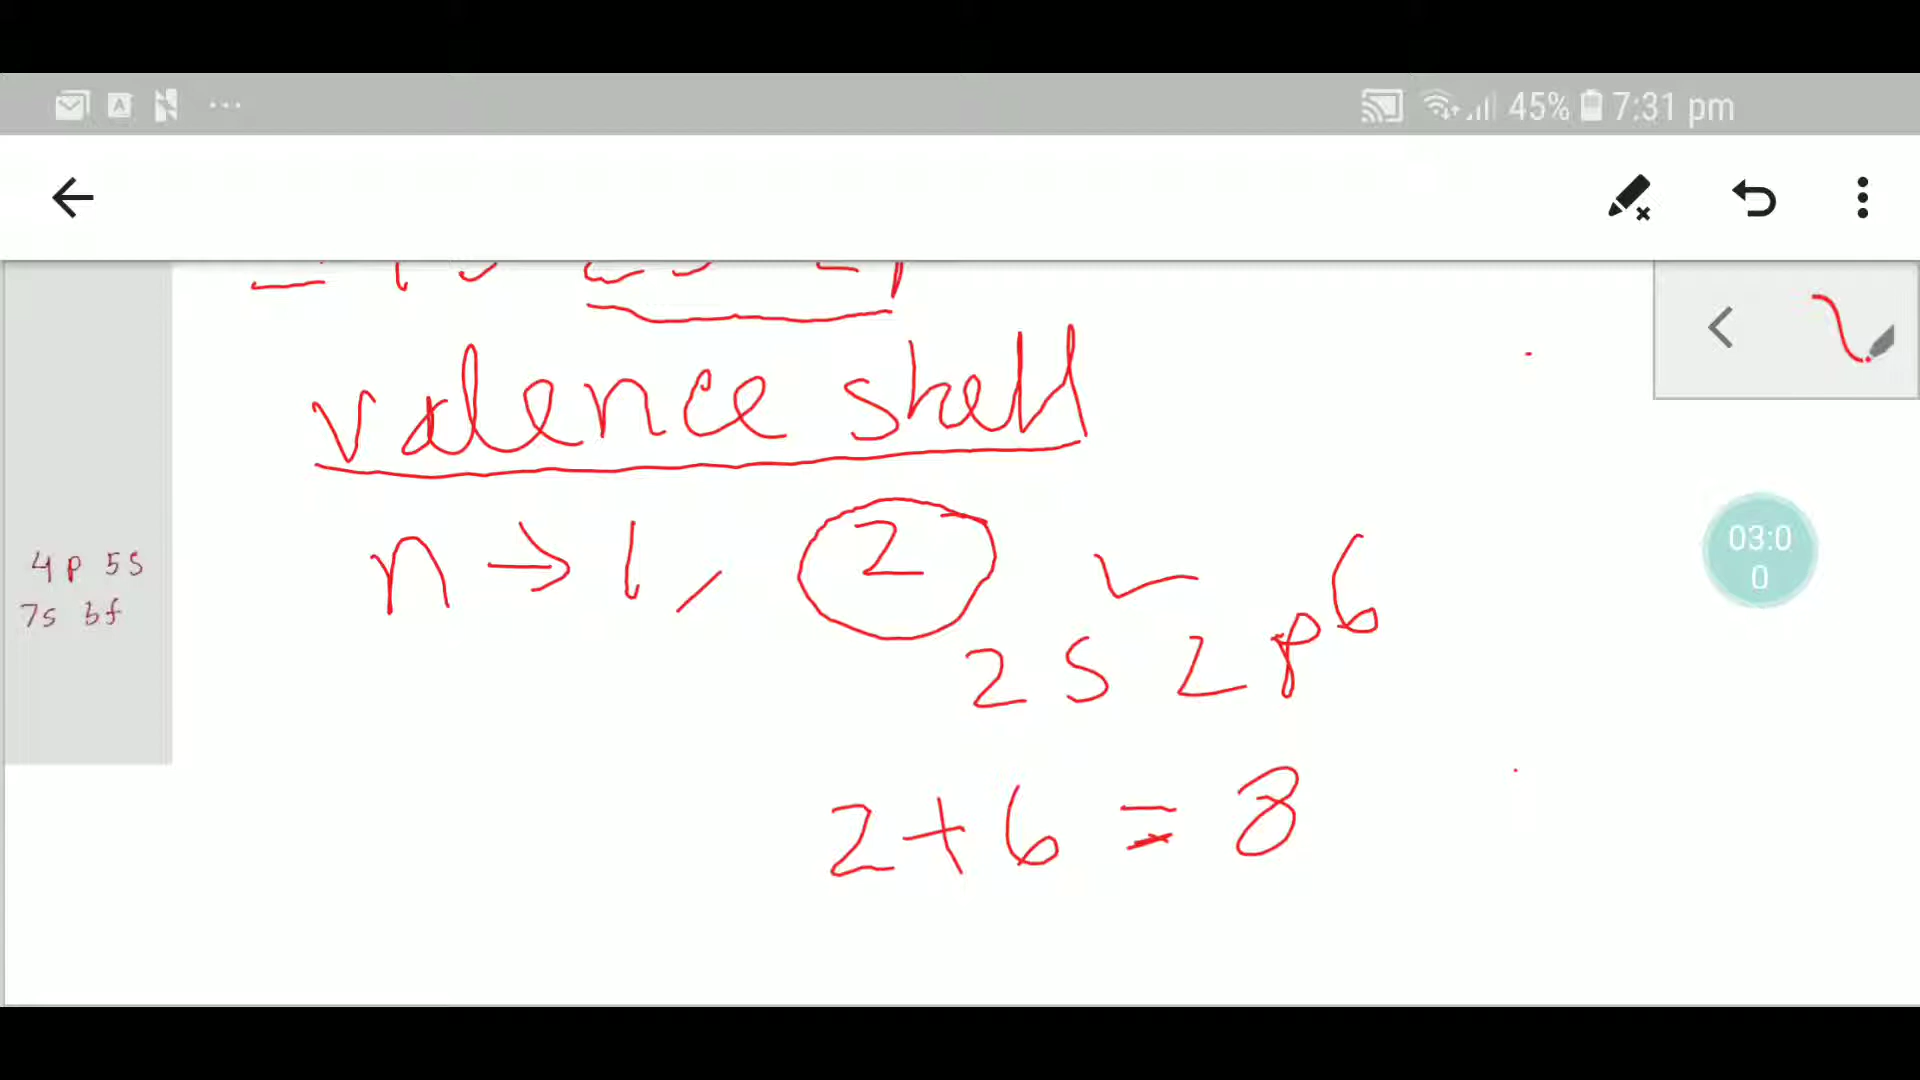 45% 7:31 pm
valence shell
n → 1, 2
4p 5s
7s 6f
03:0
0
2s 2p6
2+6 = 8